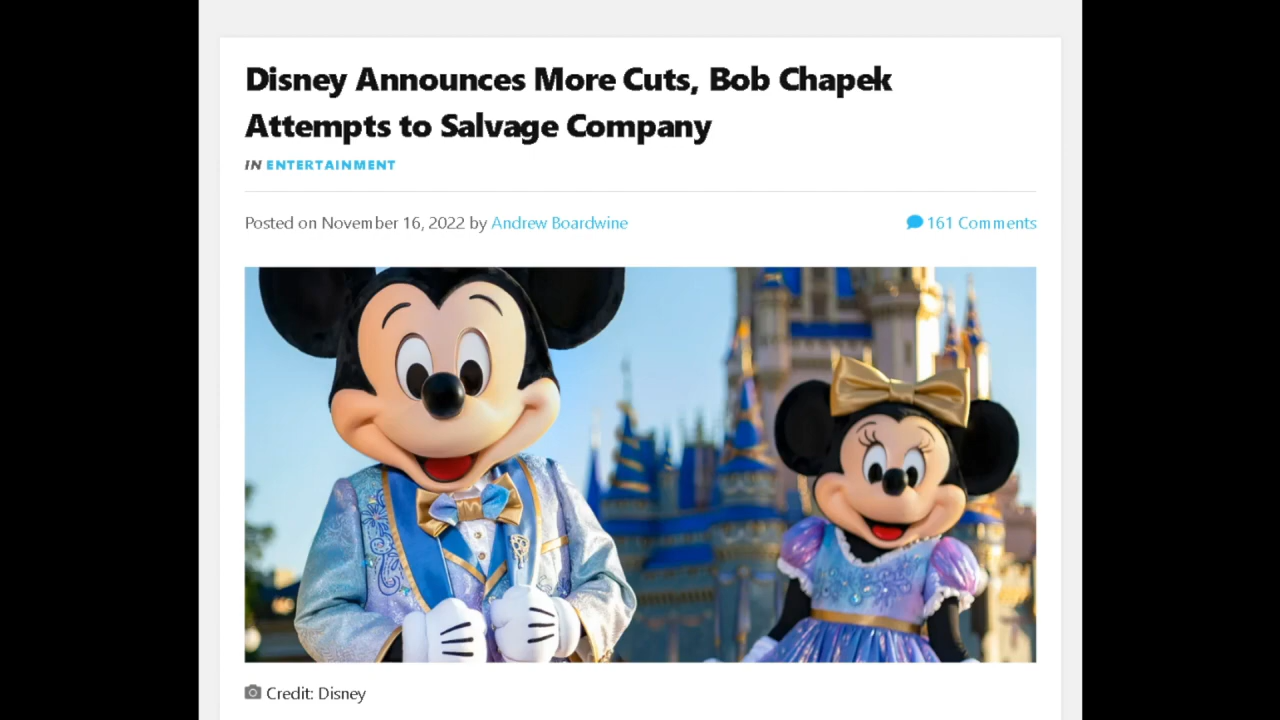 Disney Announces More Cuts, Bob Chapek
Attempts to Salvage Company
IN ENTERTAINMENT
Posted on November 16, 2022 by Andrew Boardwine
161 Comments
Credit: Disney